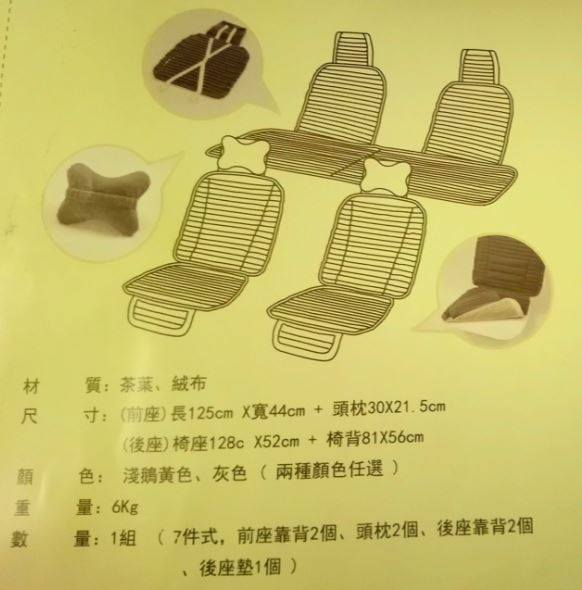 材　　質：茶葉、絨布
尺　　寸：(前座)長125cm X寬44cm + 頭枕30X21.5cm
(後座)椅座128c X52cm + 椅背81X56cm
顏　　色：淺鵝黃色、灰色（兩種顏色任選）
重　　量：6Kg
數　　量：1組（7件式，前座靠背2個、頭枕2個、後座靠背2個
、後座墊1個）